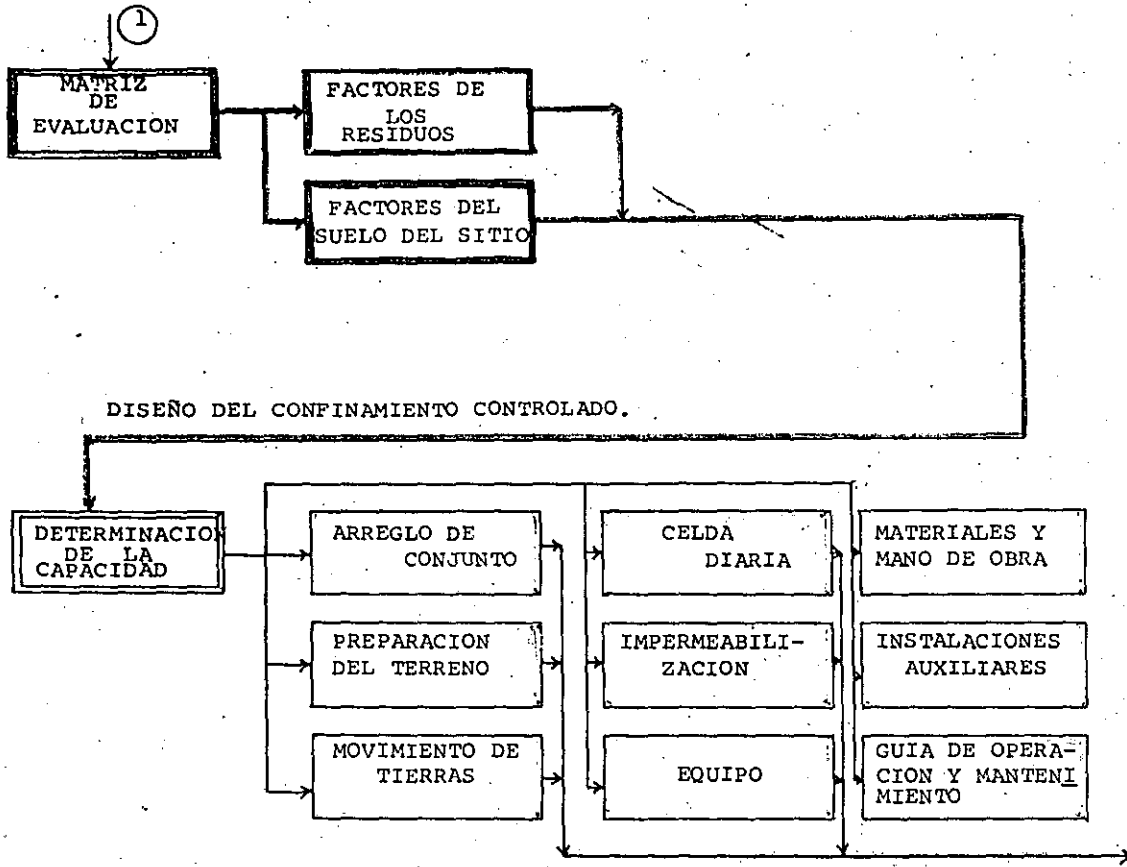 1
MATRIZ
DE
EVALUACION
FACTORES DE
LOS
RESIDUOS
FACTORES DEL
SUELO DEL SITIO
DISEÑO DEL CONFINAMIENTO CONTROLADO.
DETERMINACIO
DE LA
CAPACIDAD
ARREGLO DE
CONJUNTO
CELDA
DIARIA
MATERIALES Y
MANO DE OBRA
PREPARACION
DEL TERRENO
IMPERMEABILI-
ZACION
INSTALACIONES
AUXILIARES
MOVIMIENTO DE
TIERRAS
EQUIPO
GUIA DE OPERA-
CION Y MANTENI
MIENTO